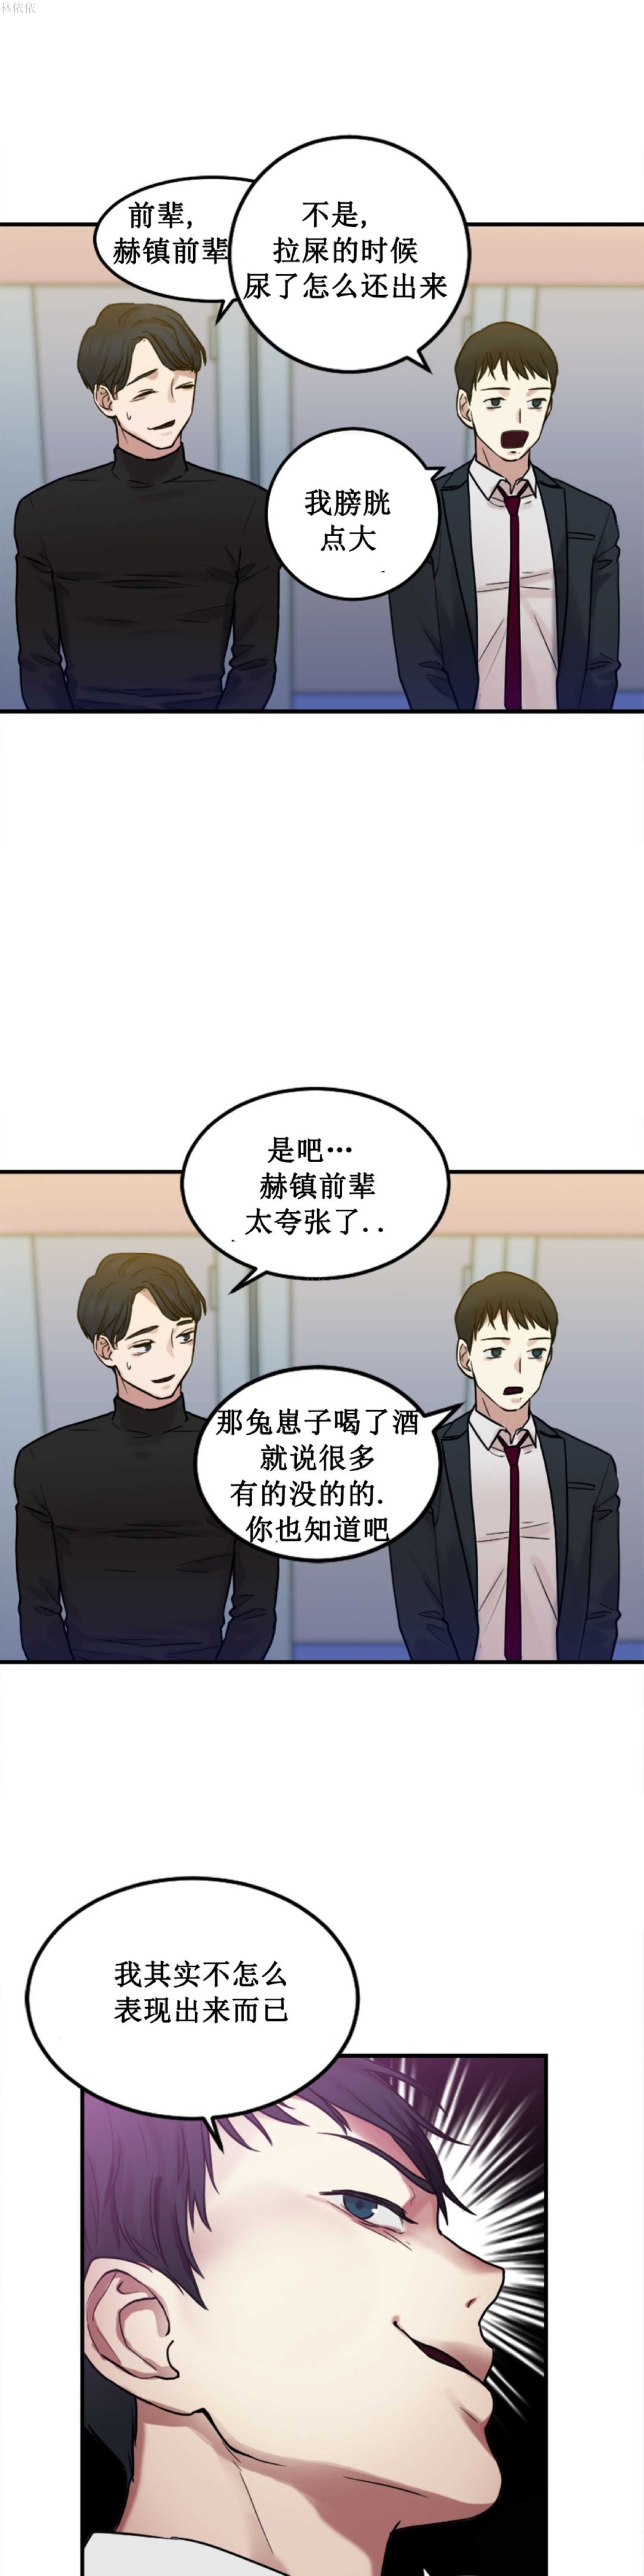 林依依
前辈,
赫镇前辈
不是,
拉屎的时候
尿了怎么还出来
我膀胱
点大
是吧…
赫镇前辈
太夸张了..
那兔崽子喝了酒
就说很多
有的没的的.
你也知道吧
我其实不怎么
表现出来而已